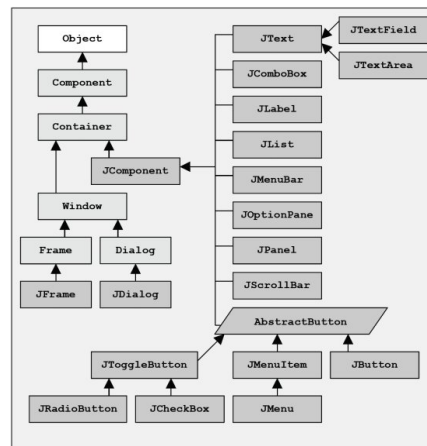 Object
Component
Container
JComponent
Window
Frame
Dialog
JFrame
JDialog
JText
JTextField
JTextArea
JComboBox
JLabel
JList
JMenuBar
JOptionPane
JPanel
JScrollBar
AbstractButton
JToggleButton
JMenuItem
JButton
JRadioButton
JCheckBox
JMenu